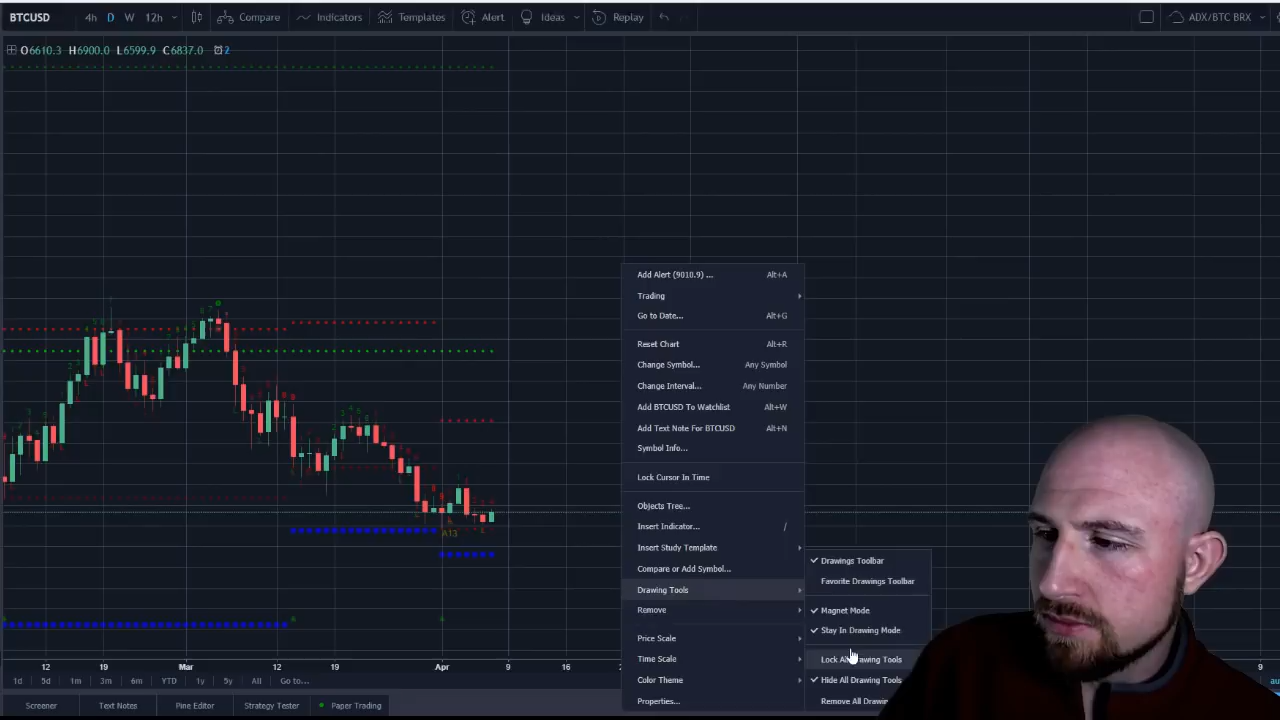 BTCUSD 4h D W 12h Compare Indicators Templates Alert Ideas Replay ADX/BTC BRX
O6610.3 H6900.0 L6599.9 C6837.0 2
Add Alert (9010.9) ... Alt+A
Trading
Go to Date... Alt+G
Reset Chart Alt+R
Change Symbol... Any Symbol
Change Interval... Any Number
Add BTCUSD To Watchlist Alt+W
Add Text Note For BTCUSD Alt+N
Symbol Info...
Lock Cursor In Time
Objects Tree...
Insert Indicator... /
Insert Study Template
Compare or Add Symbol...
Drawing Tools
Remove
Price Scale
Time Scale
Color Theme
Properties...
Drawings Toolbar
Favorite Drawings Toolbar
Magnet Mode
Stay In Drawing Mode
Lock All Drawing Tools
Hide All Drawing Tools
Remove All Drawin
A13
12 19 Mar 12 19 Apr 9 16 9
1d 5d 1m 3m 6m YTD 1y 5y All Go to...
Screener Text Notes Pine Editor Strategy Tester Paper Trading